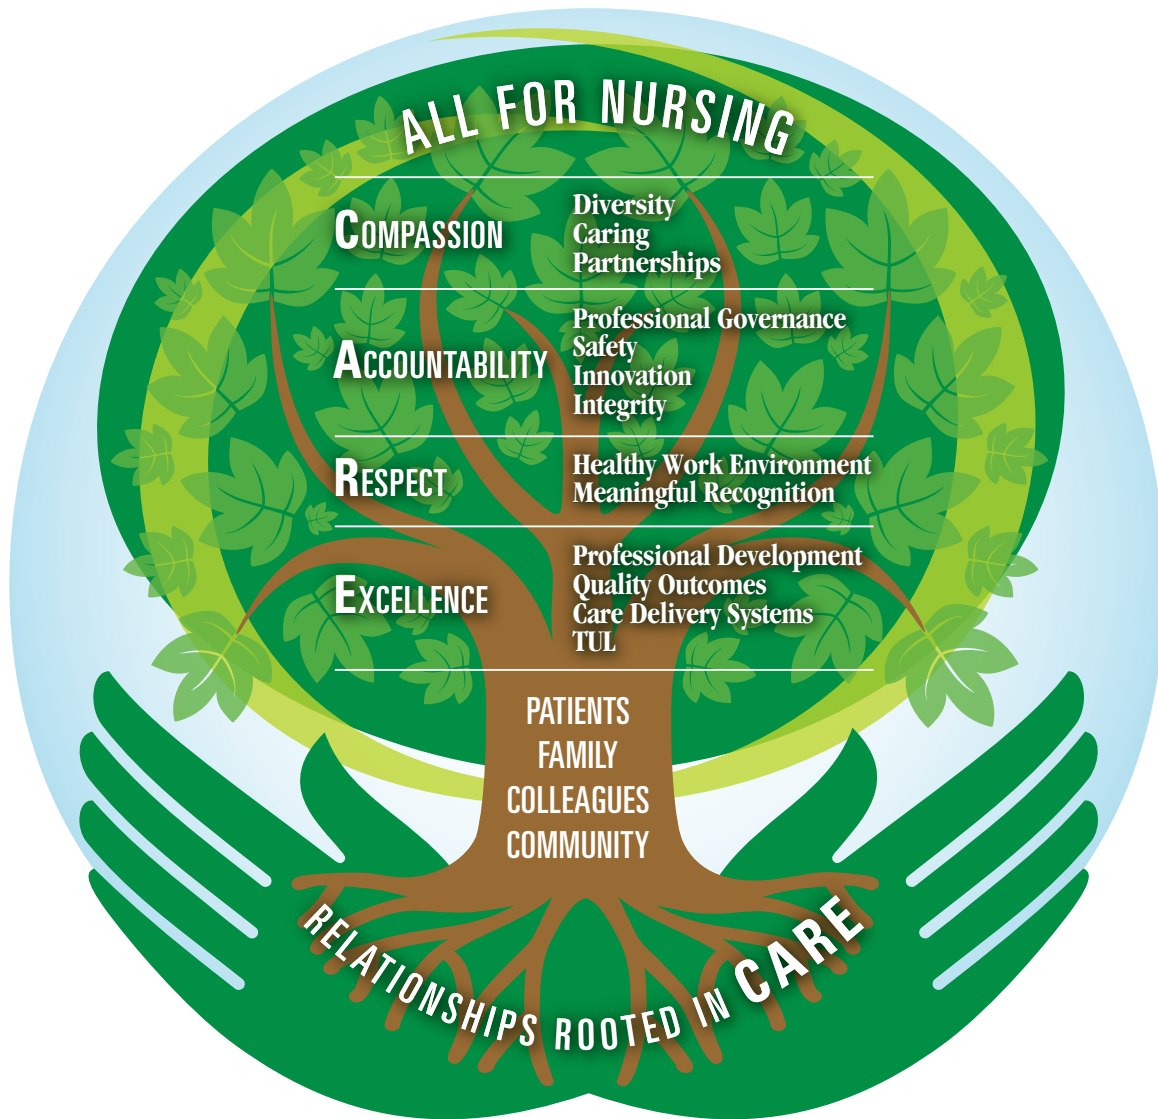 ALL FOR NURSING
COMPASSION
Diversity
Caring
Partnerships
ACCOUNTABILITY
Professional Governance
Safety
Innovation
Integrity
RESPECT
Healthy Work Environment
Meaningful Recognition
EXCELLENCE
Professional Development
Quality Outcomes
Care Delivery Systems
TUL
PATIENTS
FAMILY
COLLEAGUES
COMMUNITY
RELATIONSHIPS ROOTED IN CARE